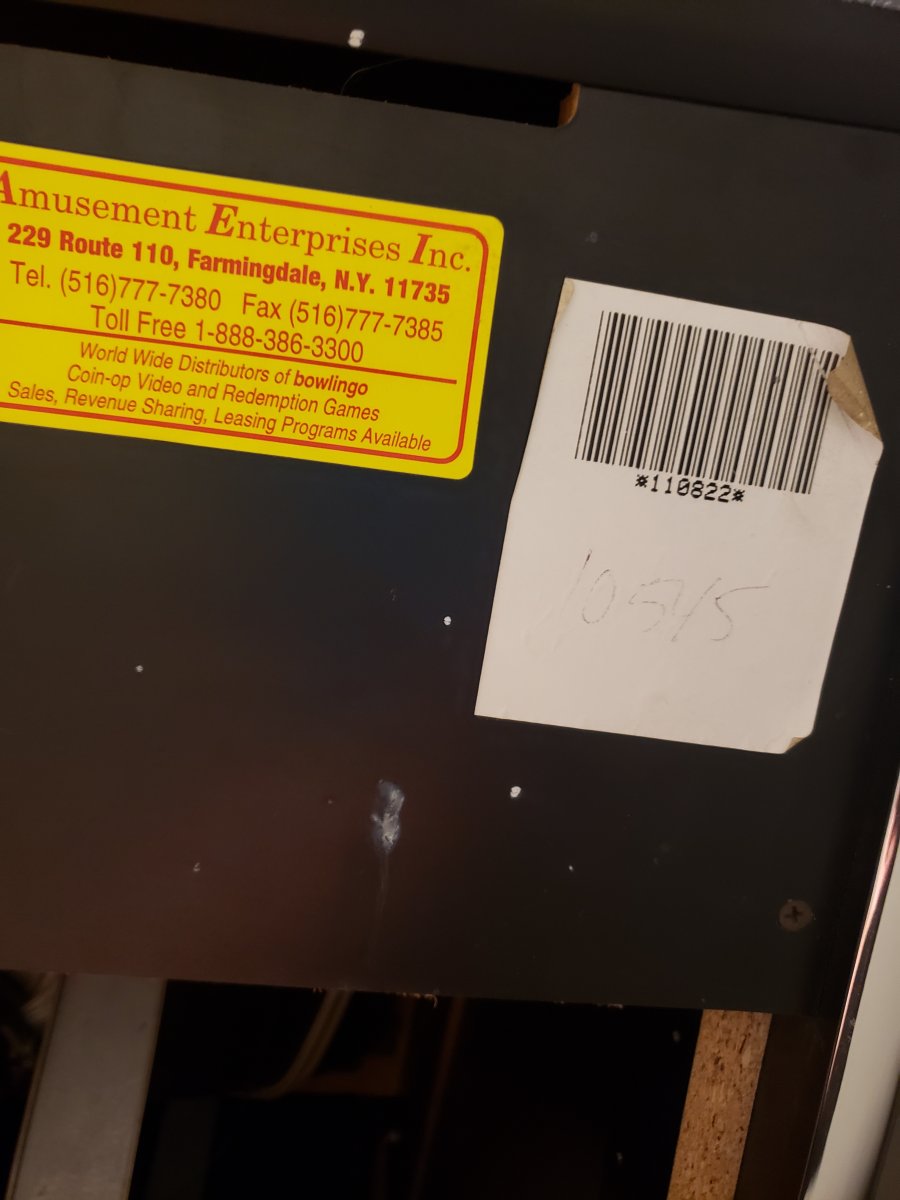 Amusement Enterprises Inc.
229 Route 110, Farmingdale, N.Y. 11735
Tel. (516)777-7380 Fax (516)777-7385
Toll Free 1-888-386-3300
World Wide Distributors of bowlingo
Coin-op Video and Redemption Games
Sales, Revenue Sharing, Leasing Programs Available
*110822*